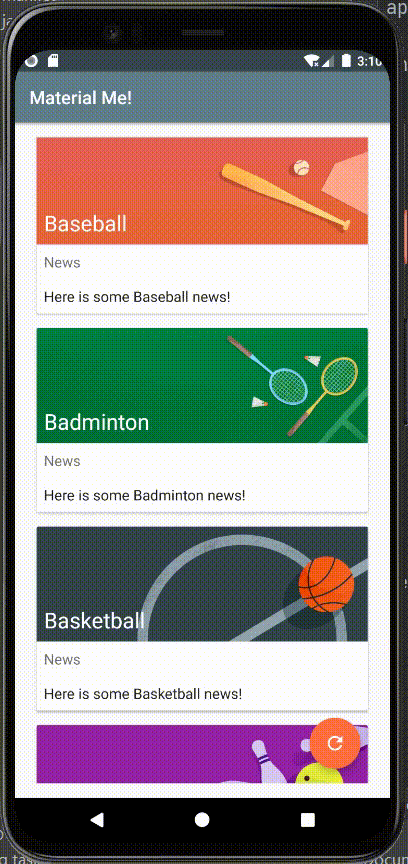 3:10
Material Me!
Baseball
News
Here is some Baseball news!
Badminton
News
Here is some Badminton news!
Basketball
News
Here is some Basketball news!